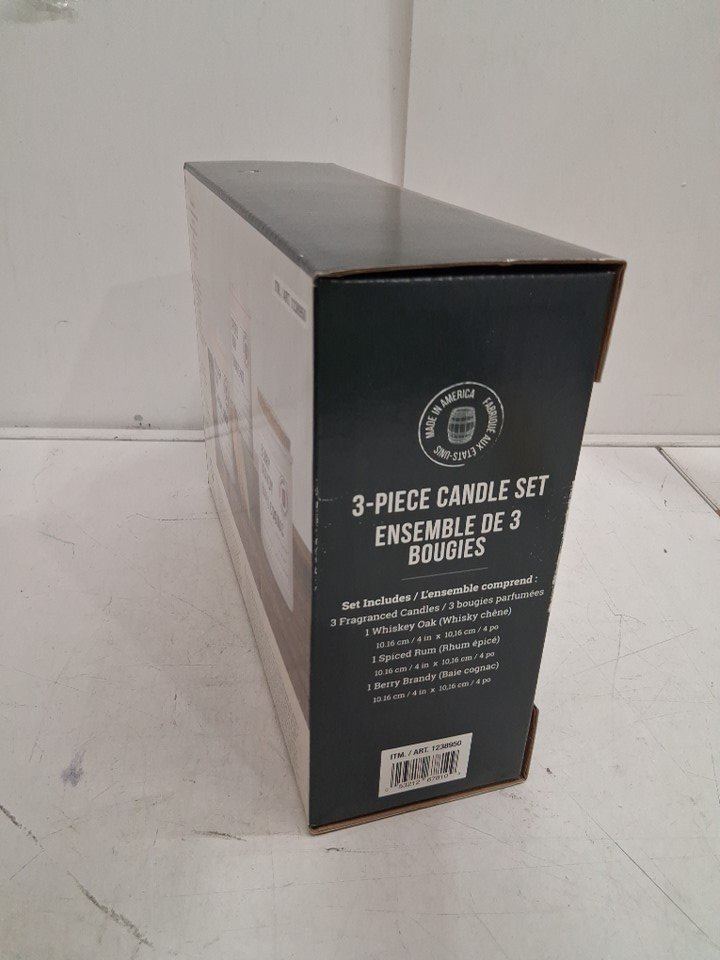 MADE IN AMERICA
FABRIQUÉ AUX ÉTATS-UNIS
3-PIECE CANDLE SET
ENSEMBLE DE 3
BOUGIES
Set Includes / L'ensemble comprend :
3 Fragranced Candles / 3 bougies parfumées
1 Whiskey Oak (Whisky chêne)
10.16 cm / 4 in x 10,16 cm / 4 po
1 Spiced Rum (Rhum épicé)
10.16 cm / 4 in x 10,16 cm / 4 po
1 Berry Brandy (Baie cognac)
10.16 cm / 4 in x 10,16 cm / 4 po
ITM. / ART. 1238950
ITM. / ART. 1238950